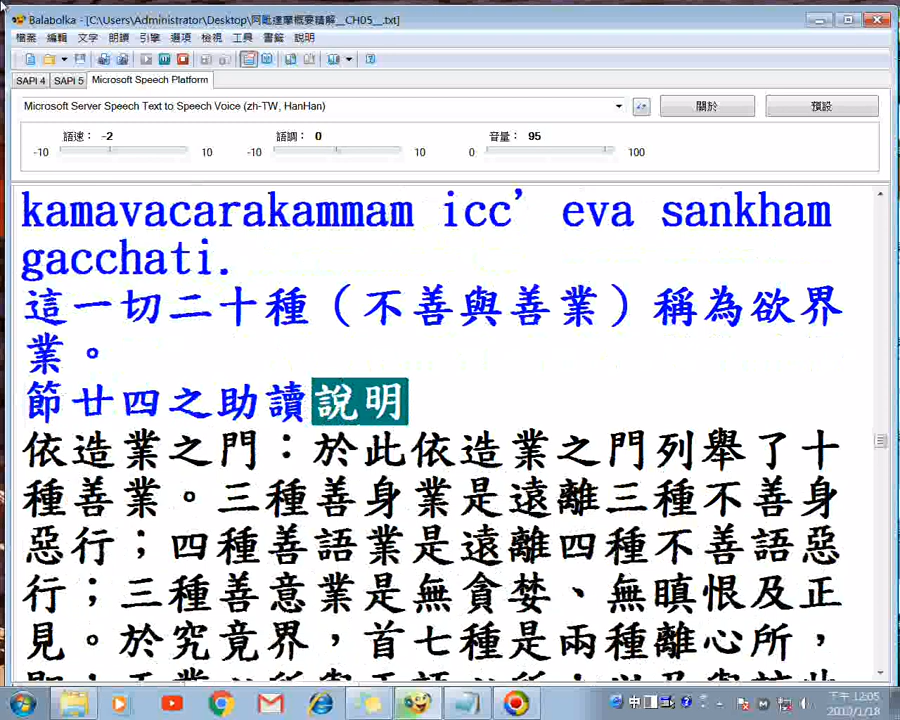 Balabolka - [C:\Users\Administrator\Desktop\阿毗達摩概要精解__CH05__.txt]
檔案 編輯 文字 朗讀 引擎 選項 檢視 工具 書籤 說明
SAPI 4 SAPI 5 Microsoft Speech Platform
Microsoft Server Speech Text to Speech Voice (zh-TW, HanHan) 關於 預設
語速： -2 語調： 0 音量： 95
-10 10 -10 10 0 100
kamavacarakammam icc' eva sankham
gacchati.
這一切二十種（不善與善業）稱為欲界
業。
節廿四之助讀說明
依造業之門：於此依造業之門列舉了十
種善業。三種善身業是遠離三種不善身
惡行；四種善語業是遠離四種不善語惡
行；三種善意業是無貪婪、無瞋恨及正
見。於究竟界，首七種是兩種離心所，
中
下午 12:05
2019/1/18